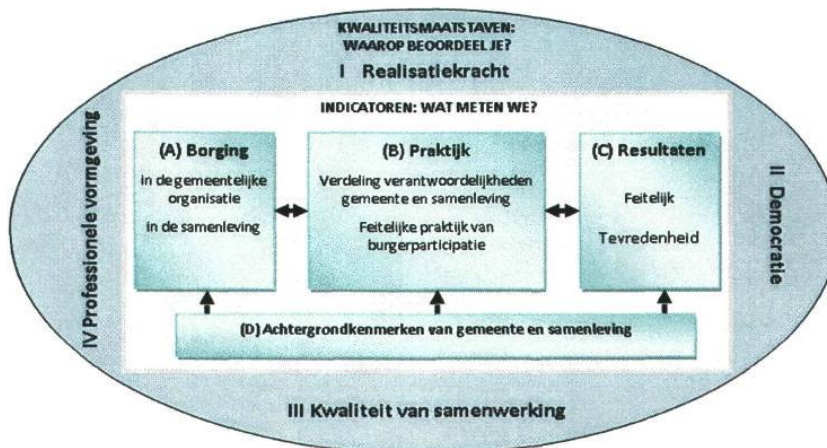 KWALITEITSMAATSTAVEN:
WAAROP BEOORDEEL JE?
I Realisatiekracht
INDICATOREN: WAT METEN WE?
(A) Borging
in de gemeentelijke
organisatie
in de samenleving
(B) Praktijk
Verdeling verantwoordelijkheden
gemeente en samenleving
Feitelijke praktijk van
burgerparticipatie
(C) Resultaten
Feitelijk
Tevredenheid
(D) Achtergrondkenmerken van gemeente en samenleving
II Democratie
III Kwaliteit van samenwerking
IV Professionele vormgeving